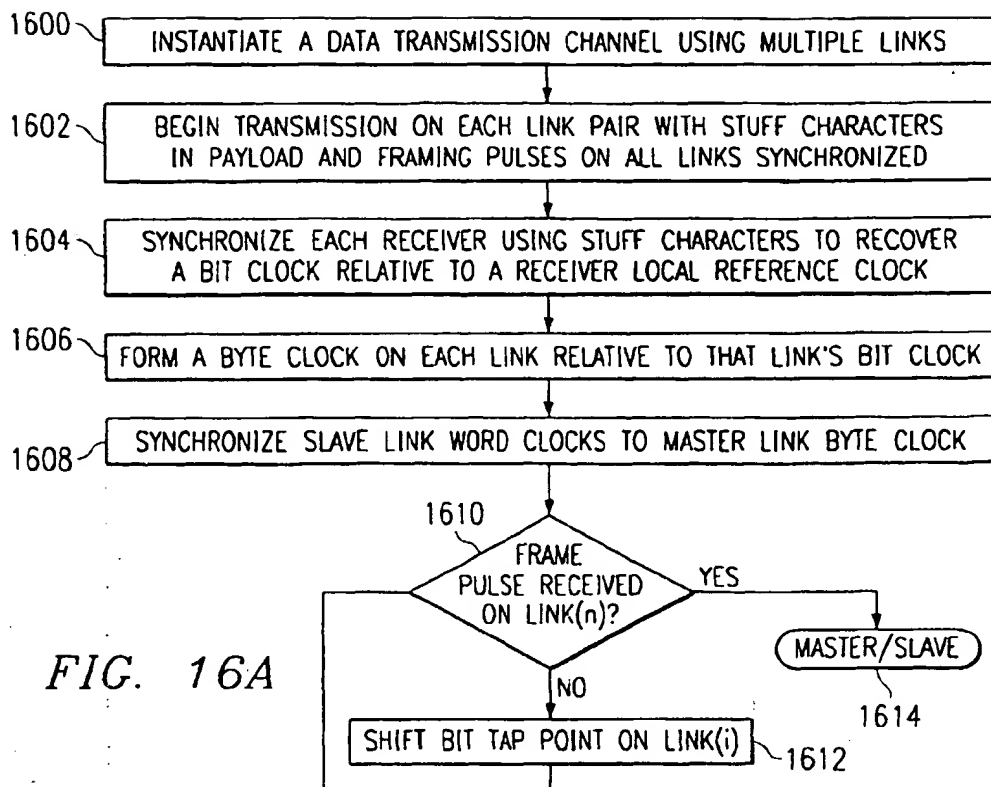 1600
INSTANTIATE A DATA TRANSMISSION CHANNEL USING MULTIPLE LINKS
1602
BEGIN TRANSMISSION ON EACH LINK PAIR WITH STUFF CHARACTERS
IN PAYLOAD AND FRAMING PULSES ON ALL LINKS SYNCHRONIZED
1604
SYNCHRONIZE EACH RECEIVER USING STUFF CHARACTERS TO RECOVER
A BIT CLOCK RELATIVE TO A RECEIVER LOCAL REFERENCE CLOCK
1606
FORM A BYTE CLOCK ON EACH LINK RELATIVE TO THAT LINK'S BIT CLOCK
1608
SYNCHRONIZE SLAVE LINK WORD CLOCKS TO MASTER LINK BYTE CLOCK
1610
FRAME
PULSE RECEIVED
ON LINK(n)?
YES
MASTER/SLAVE
1614
NO
SHIFT BIT TAP POINT ON LINK(i)
1612
FIG. 16A